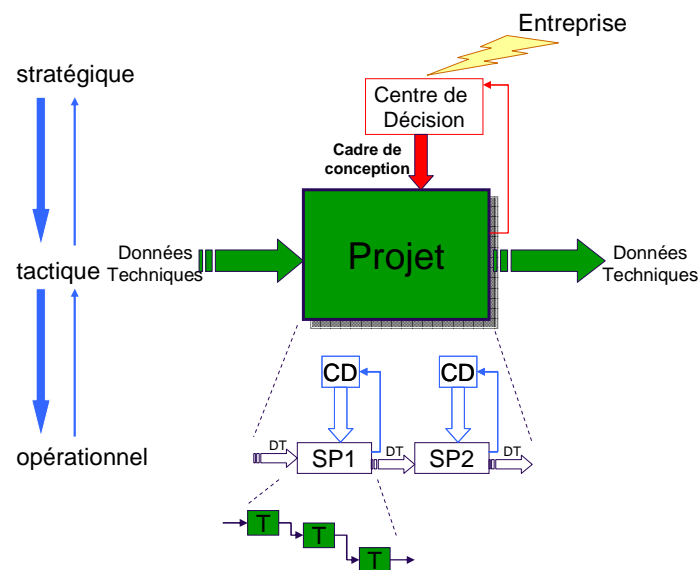 Entreprise
stratégique
Centre de
Décision
Cadre de
conception
Données
Techniques
Projet
Données
Techniques
tactique
CD
CD
DT
SP1
DT
SP2
DT
opérationnel
T
T
T